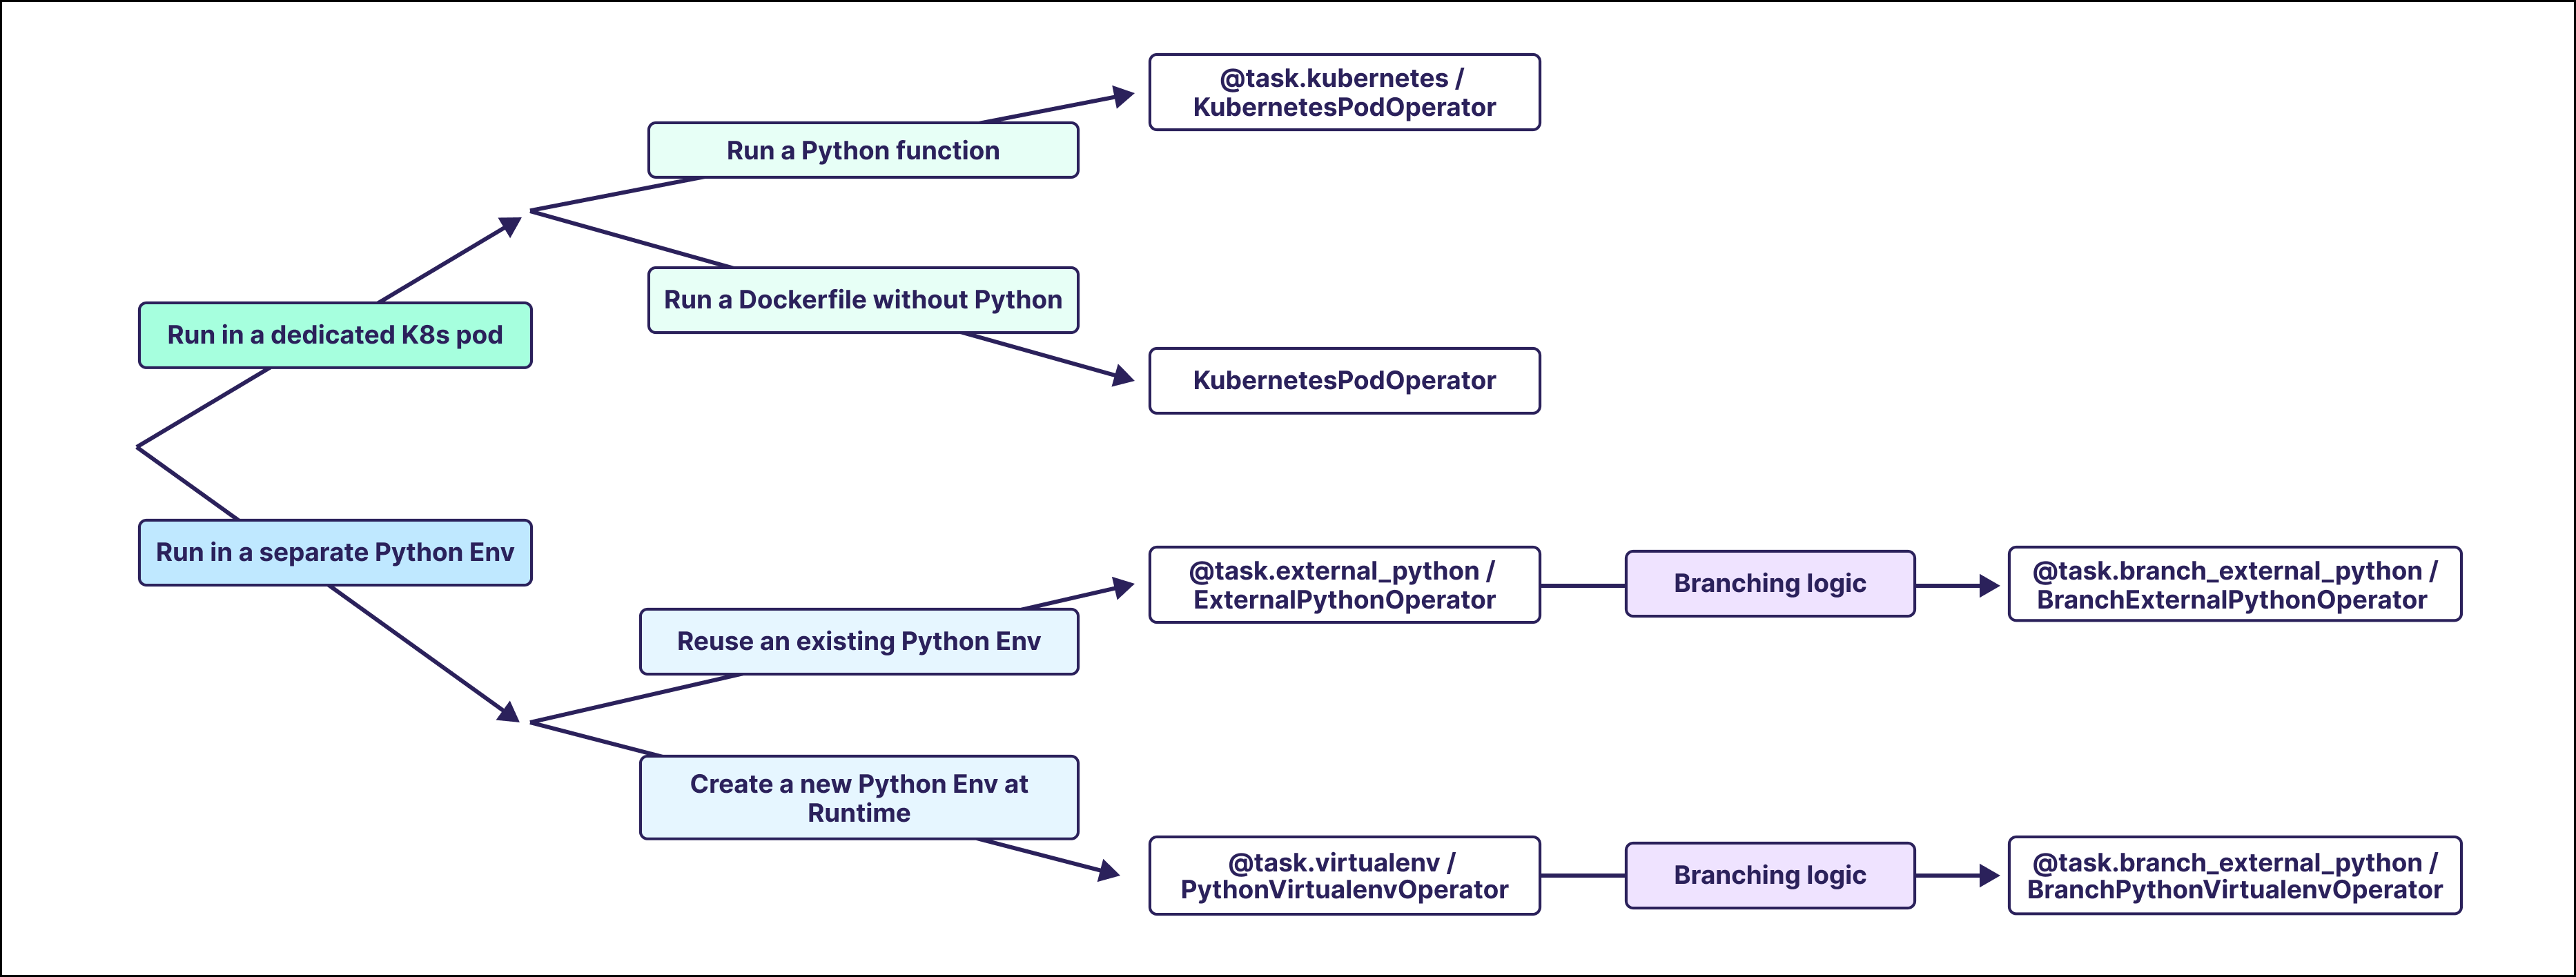 @task.kubernetes /
KubernetesPodOperator
Run a Python function
Run a Dockerfile without Python
Run in a dedicated K8s pod
KubernetesPodOperator
Run in a separate Python Env
@task.external_python /
ExternalPythonOperator
Branching logic
@task.branch_external_python /
BranchExternalPythonOperator
Reuse an existing Python Env
Create a new Python Env at
Runtime
@task.virtualenv /
PythonVirtualenvOperator
Branching logic
@task.branch_external_python /
BranchPythonVirtualenvOperator